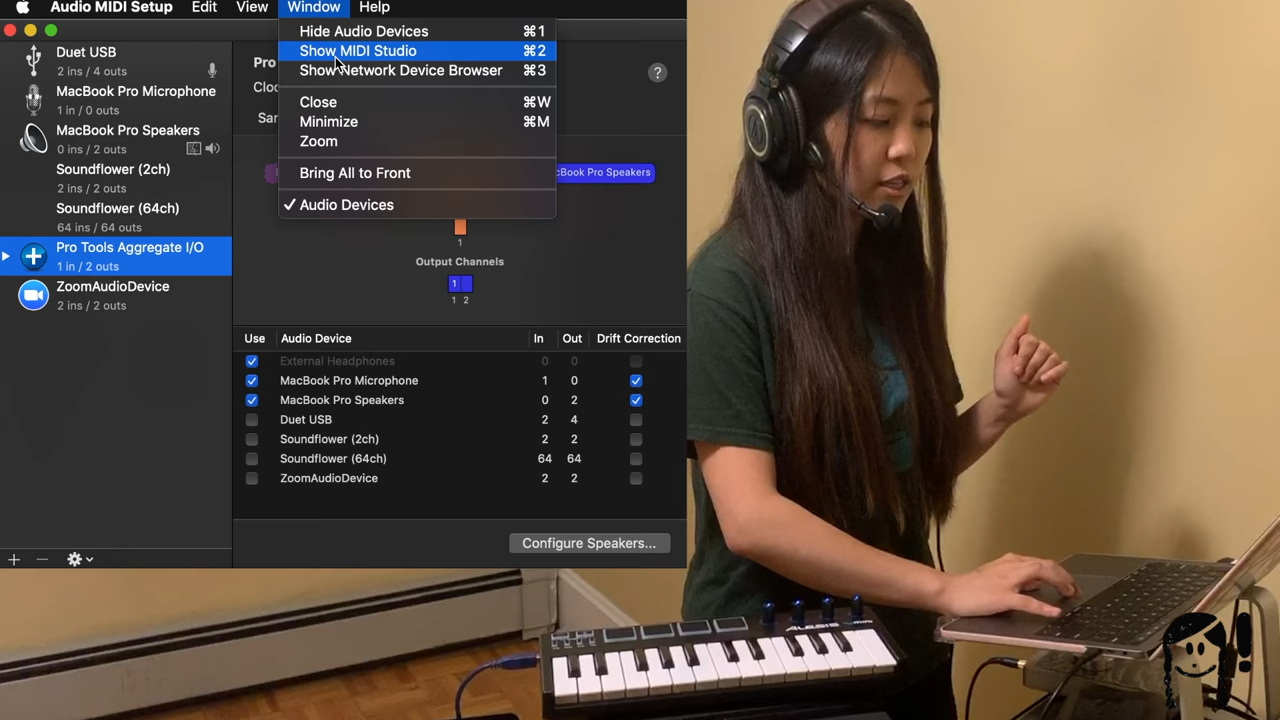 Audio MIDI Setup Edit View Window Help
Hide Audio Devices ⌘1
Show MIDI Studio ⌘2
Show Network Device Browser ⌘3
Close ⌘W
Minimize ⌘M
Zoom
Bring All to Front
✓ Audio Devices
Duet USB
2 ins / 4 outs
MacBook Pro Microphone
1 in / 0 outs
MacBook Pro Speakers
0 ins / 2 outs
Soundflower (2ch)
2 ins / 2 outs
Soundflower (64ch)
64 ins / 64 outs
Pro Tools Aggregate I/O
1 in / 2 outs
ZoomAudioDevice
2 ins / 2 outs
Pro
Cloc
Sar
?
cBook Pro Speakers
1
Output Channels
1
1 2
Use Audio Device In Out Drift Correction
External Headphones 0 0
MacBook Pro Microphone 1 0
MacBook Pro Speakers 0 2
Duet USB 2 4
Soundflower (2ch) 2 2
Soundflower (64ch) 64 64
ZoomAudioDevice 2 2
Configure Speakers...
ALESIS